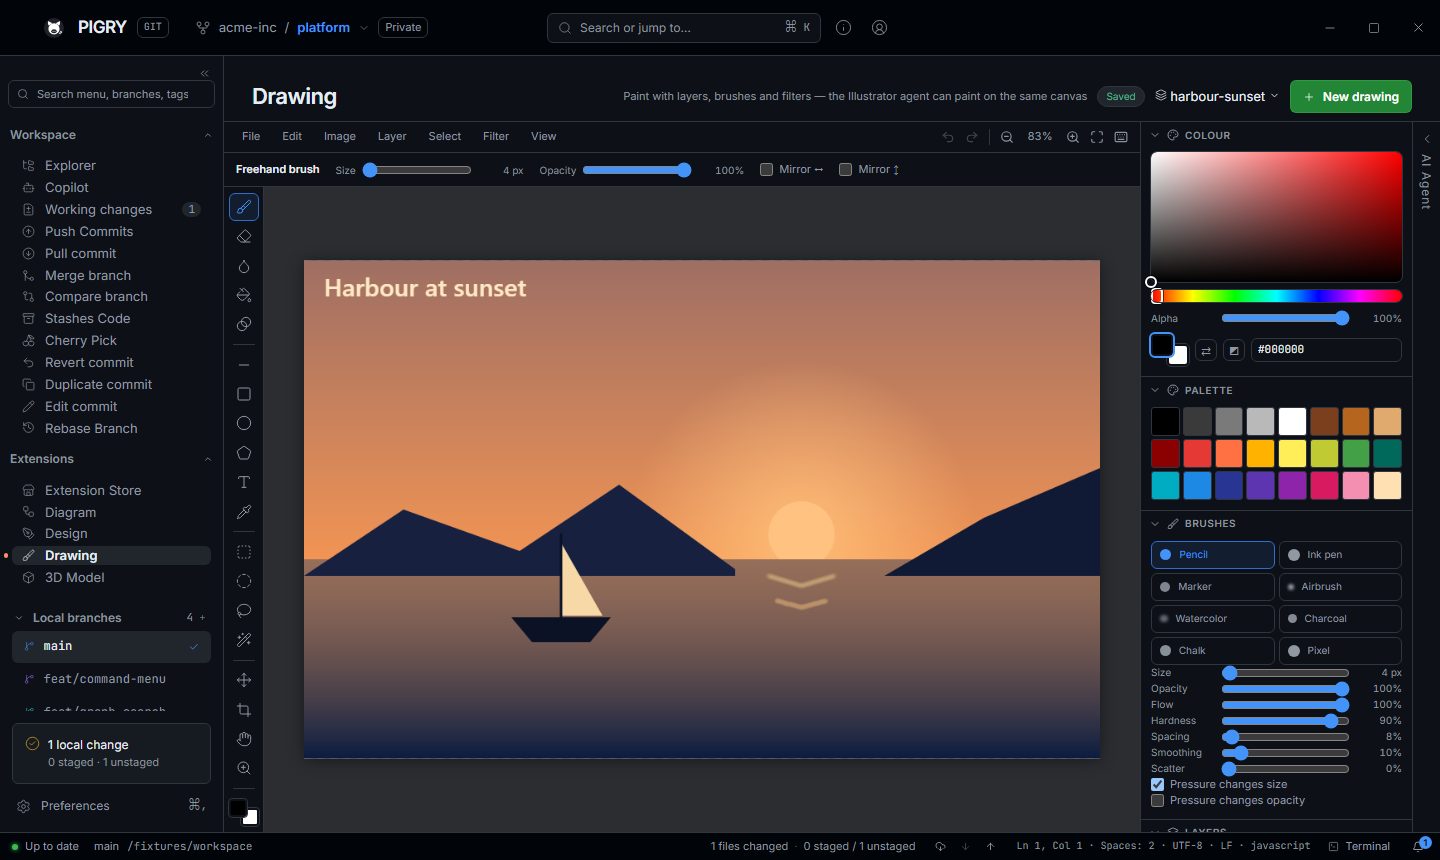 PIGRY GIT acme-inc / platform Private Search or jump to... ⌘ K
Search menu, branches, tags
Workspace
Explorer
Copilot
Working changes 1
Push Commits
Pull commit
Merge branch
Compare branch
Stashes Code
Cherry Pick
Revert commit
Duplicate commit
Edit commit
Rebase Branch
Extensions
Extension Store
Diagram
Design
Drawing
3D Model
Local branches 4 +
main
feat/command-menu
1 local change
0 staged · 1 unstaged
Preferences ⌘,
Drawing
Paint with layers, brushes and filters — the Illustrator agent can paint on the same canvas Saved harbour-sunset + New drawing
File Edit Image Layer Select Filter View 83%
Freehand brush Size 4 px Opacity 100% Mirror ↔ Mirror ↕
Harbour at sunset
COLOUR
Alpha 100%
#000000
PALETTE
BRUSHES
Pencil Ink pen
Marker Airbrush
Watercolor Charcoal
Chalk Pixel
Size 4 px
Opacity 100%
Flow 100%
Hardness 90%
Spacing 8%
Smoothing 10%
Scatter 0%
Pressure changes size
Pressure changes opacity
AI Agent
Up to date main /fixtures/workspace 1 files changed · 0 staged / 1 unstaged Ln 1, Col 1 · Spaces: 2 · UTF-8 · LF · javascript Terminal 1